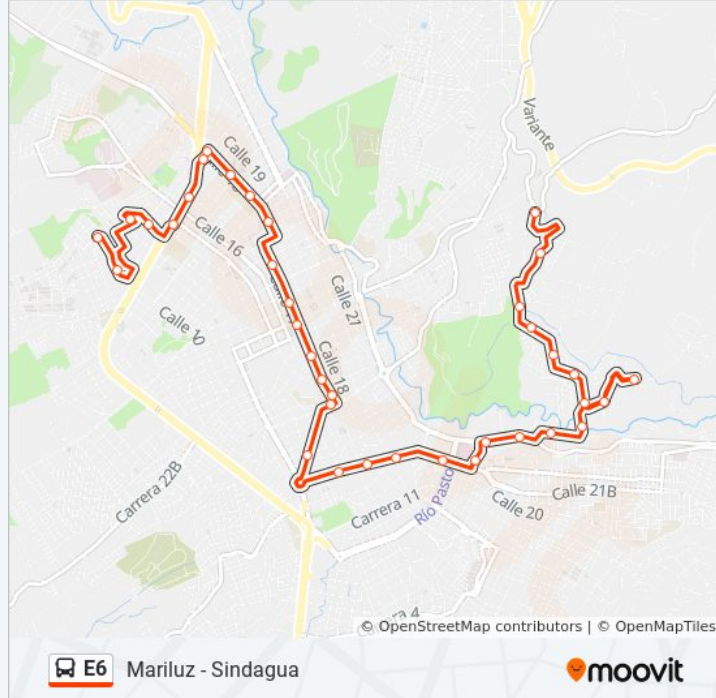 Variante
Calle 19
Calle 16
Calle 21
Calle 10
Calle 18
Carrera 22B
Carrera 11
Río Pasto
Calle 21B
Calle 20
© OpenStreetMap contributors | © OpenMapTiles
E6 Mariluz - Sindagua
moovit